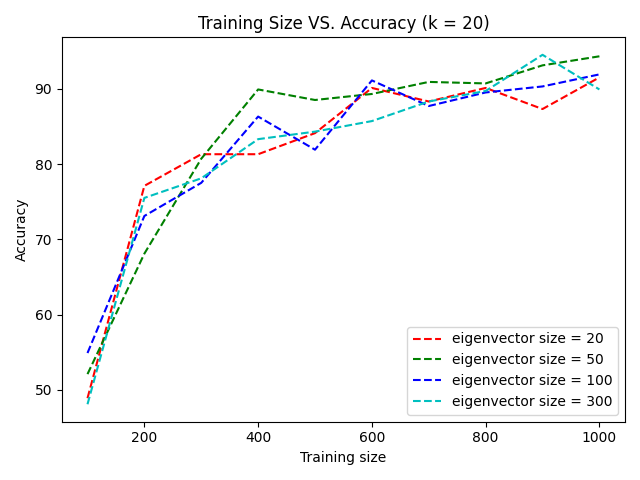 Training Size VS. Accuracy (k = 20)
Accuracy
90
80
70
60
50
eigenvector size = 20
eigenvector size = 50
eigenvector size = 100
eigenvector size = 300
200 400 600 800 1000
Training size